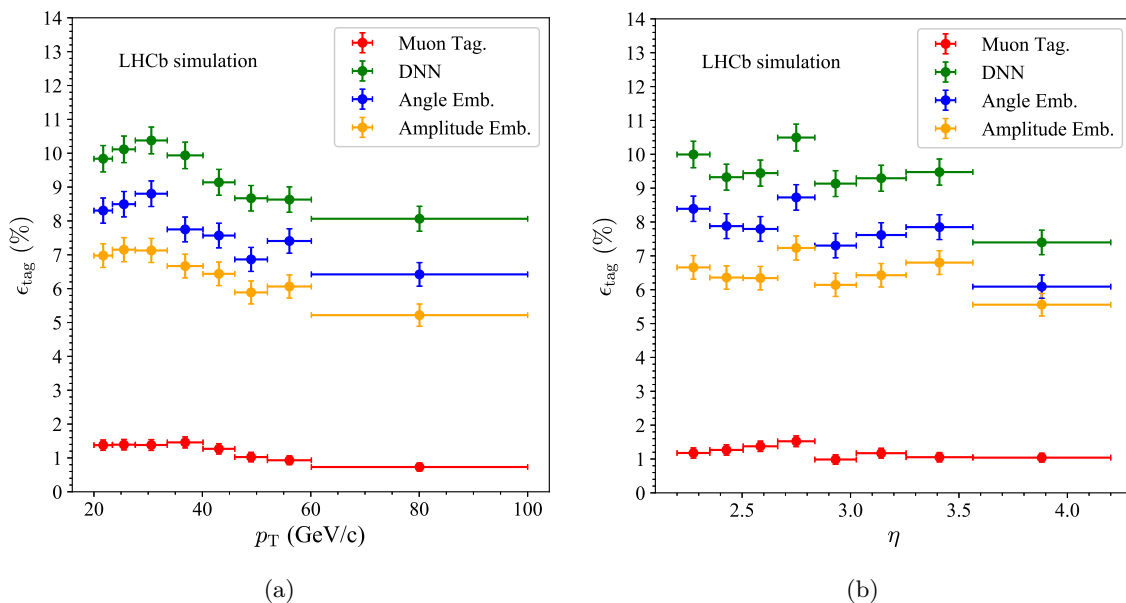 14
13
12
11
10
9
8
7
6
5
4
3
2
1
0
ϵtag (%)
LHCb simulation
Muon Tag.
DNN
Angle Emb.
Amplitude Emb.
20 40 60 80 100
pT (GeV/c)
(a)
14
13
12
11
10
9
8
7
6
5
4
3
2
1
0
ϵtag (%)
LHCb simulation
Muon Tag.
DNN
Angle Emb.
Amplitude Emb.
2.5 3.0 3.5 4.0
η
(b)